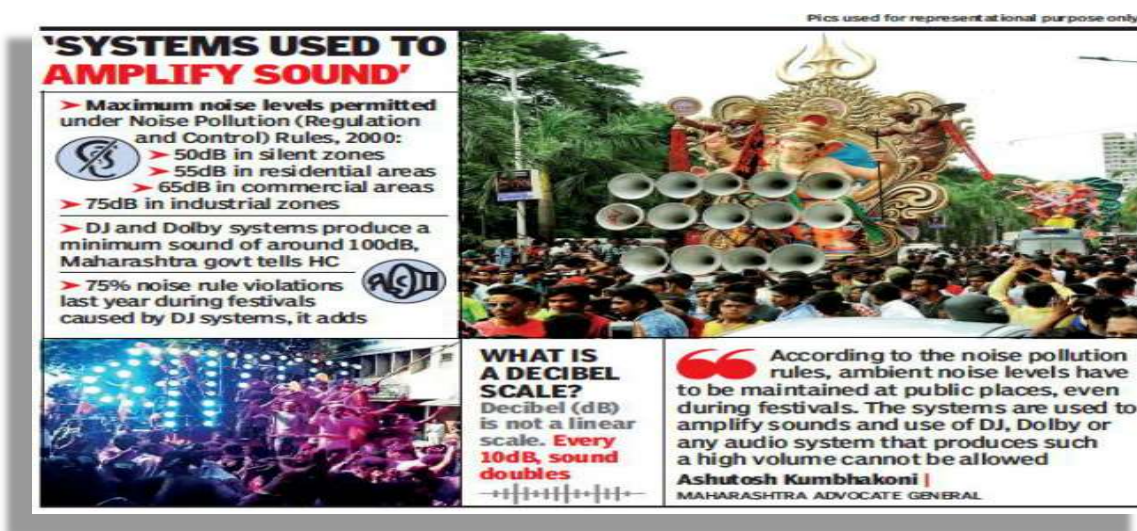 Pics used for representational purpose only
'SYSTEMS USED TO
AMPLIFY SOUND'
➤ Maximum noise levels permitted
under Noise Pollution (Regulation
and Control) Rules, 2000:
➤ 50dB in silent zones
➤ 55dB in residential areas
➤ 65dB in commercial areas
➤ 75dB in industrial zones
➤ DJ and Dolby systems produce a
minimum sound of around 100dB,
Maharashtra govt tells HC
➤ 75% noise rule violations
last year during festivals
caused by DJ systems, it adds
WHAT IS
A DECIBEL
SCALE?
Decibel (dB)
is not a linear
scale. Every
10dB, sound
doubles
“ According to the noise pollution
rules, ambient noise levels have
to be maintained at public places, even
during festivals. The systems are used to
amplify sounds and use of DJ, Dolby or
any audio system that produces such
a high volume cannot be allowed
Ashutosh Kumbhakoni |
MAHARASHTRA ADVOCATE GENERAL